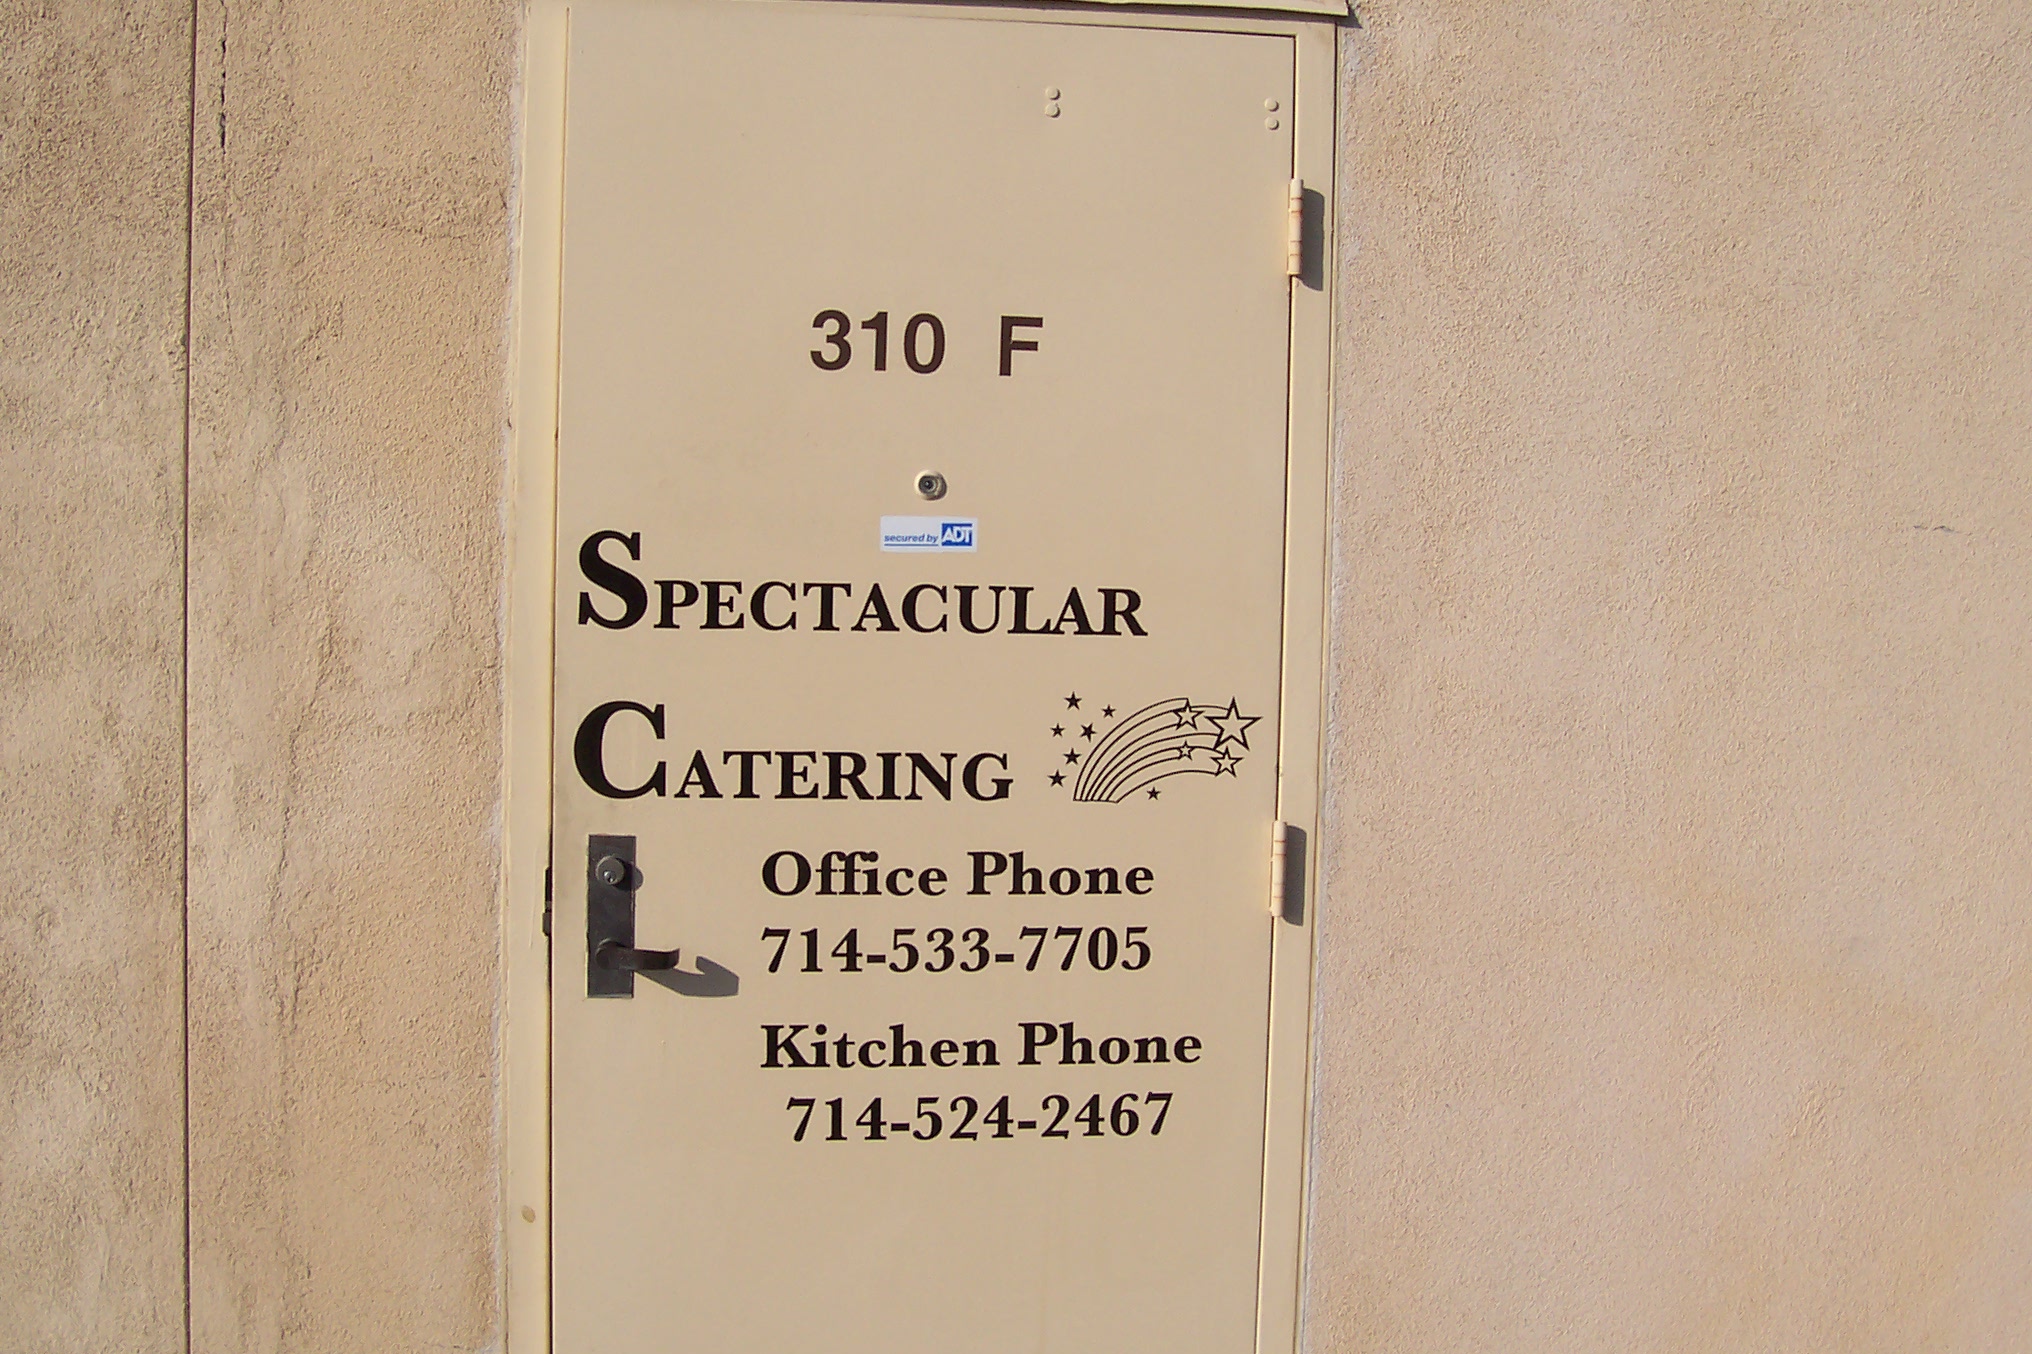 310 F
secured by ADT
SPECTACULAR
CATERING
Office Phone
714-533-7705
Kitchen Phone
714-524-2467